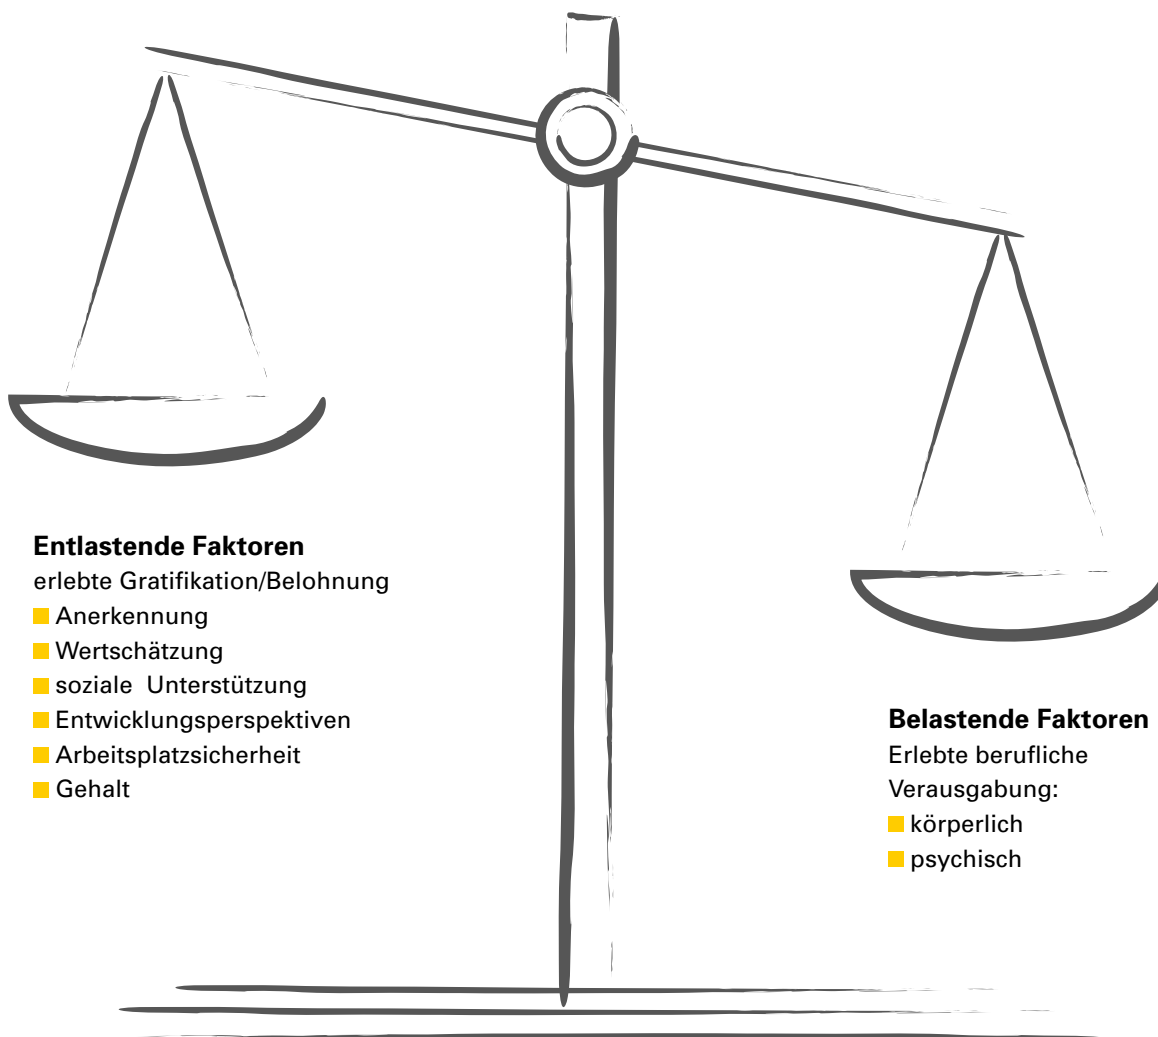 Entlastende Faktoren
erlebte Gratifikation/Belohnung
Anerkennung
Wertschätzung
soziale Unterstützung
Entwicklungsperspektiven
Arbeitsplatzsicherheit
Gehalt
Belastende Faktoren
Erlebte berufliche
Verausgabung:
körperlich
psychisch